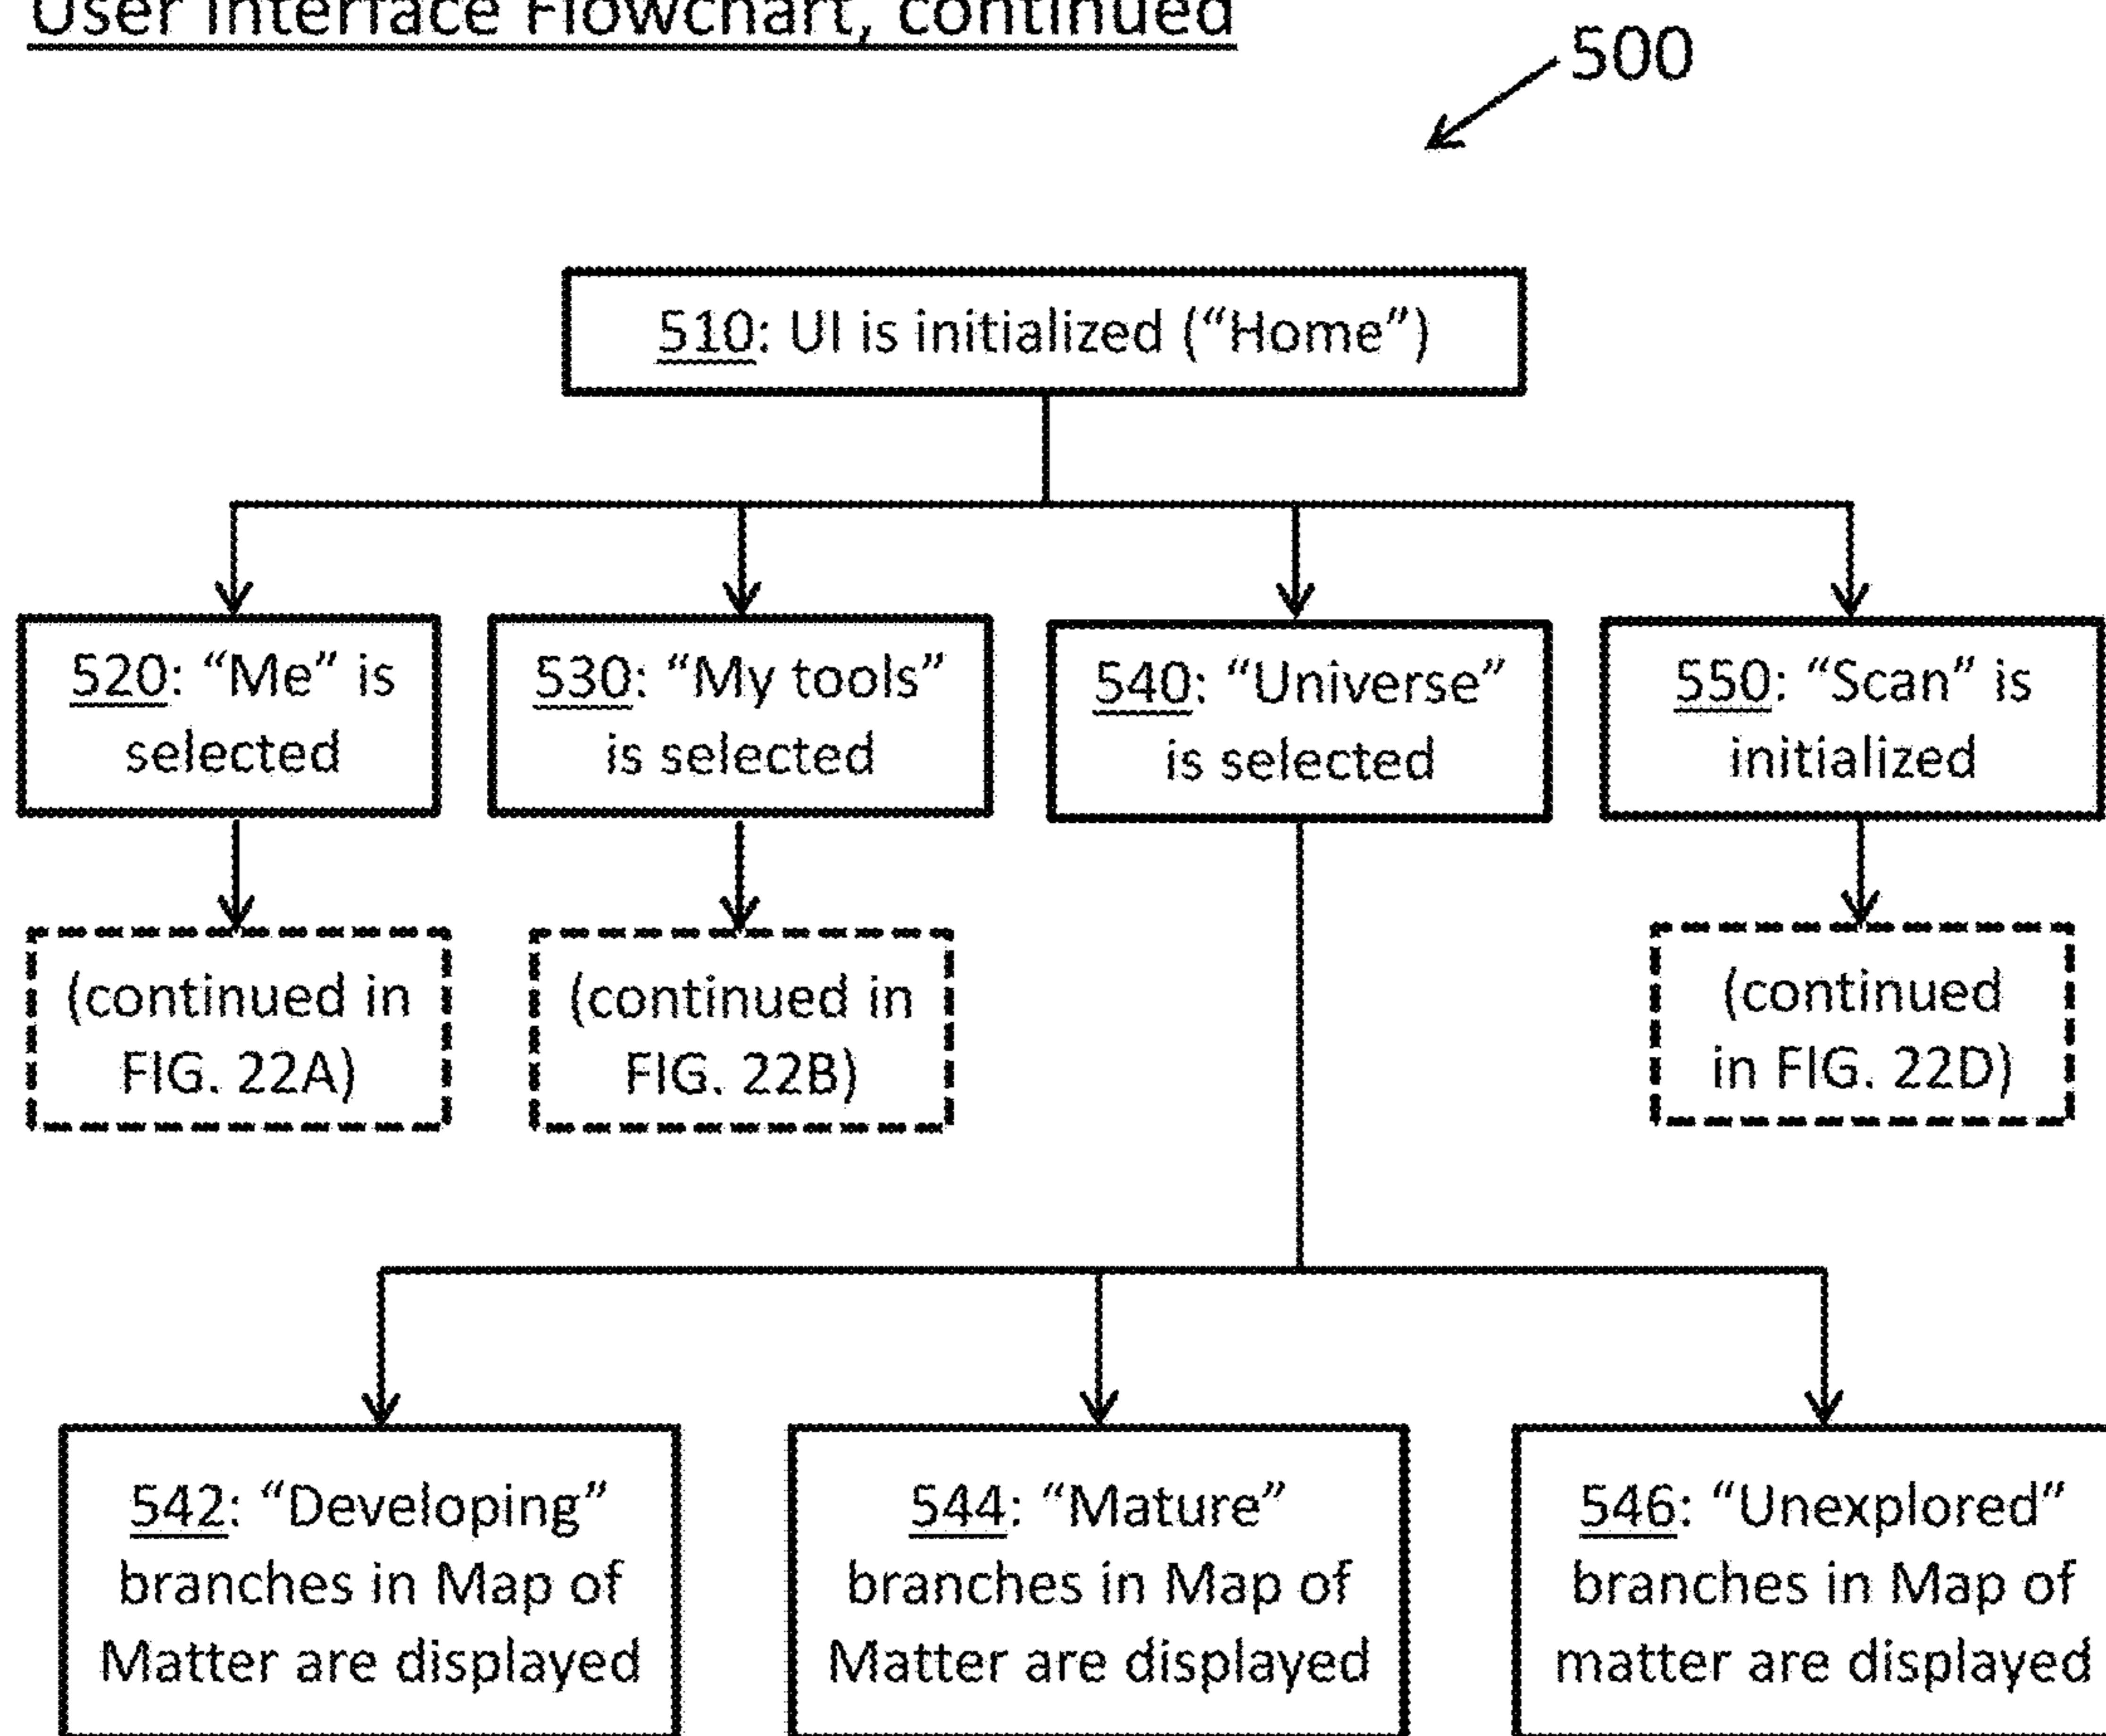 User Interface Flowchart, continued
500
510: UI is initialized (“Home”)
520: “Me” is
selected
530: “My tools”
is selected
540: “Universe”
is selected
550: “Scan” is
initialized
(continued in
FIG. 22A)
(continued in
FIG. 22B)
(continued
in FIG. 22D)
542: “Developing”
branches in Map of
Matter are displayed
544: “Mature”
branches in Map of
Matter are displayed
546: “Unexplored”
branches in Map of
matter are displayed